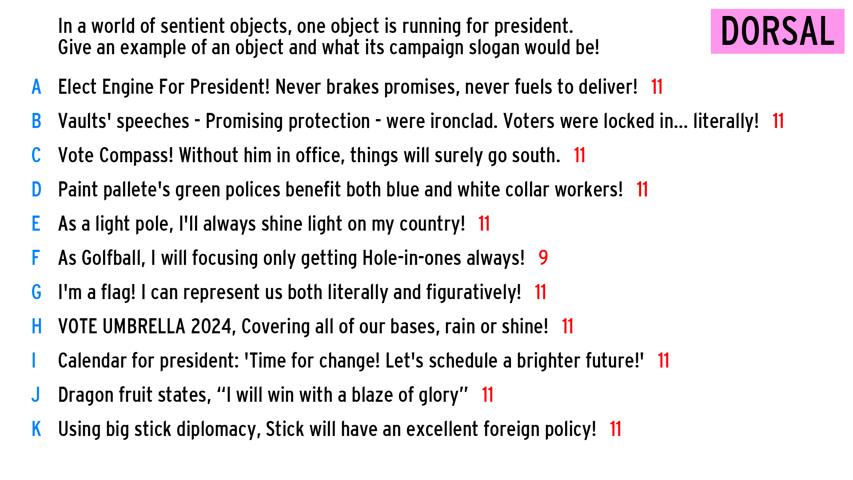 In a world of sentient objects, one object is running for president.
Give an example of an object and what its campaign slogan would be!
DORSAL
A Elect Engine For President! Never brakes promises, never fuels to deliver! 11
B Vaults' speeches - Promising protection - were ironclad. Voters were locked in... literally! 11
C Vote Compass! Without him in office, things will surely go south. 11
D Paint pallete's green polices benefit both blue and white collar workers! 11
E As a light pole, I'll always shine light on my country! 11
F As Golfball, I will focusing only getting Hole-in-ones always! 9
G I'm a flag! I can represent us both literally and figuratively! 11
H VOTE UMBRELLA 2024, Covering all of our bases, rain or shine! 11
I Calendar for president: 'Time for change! Let's schedule a brighter future!' 11
J Dragon fruit states, “I will win with a blaze of glory” 11
K Using big stick diplomacy, Stick will have an excellent foreign policy! 11